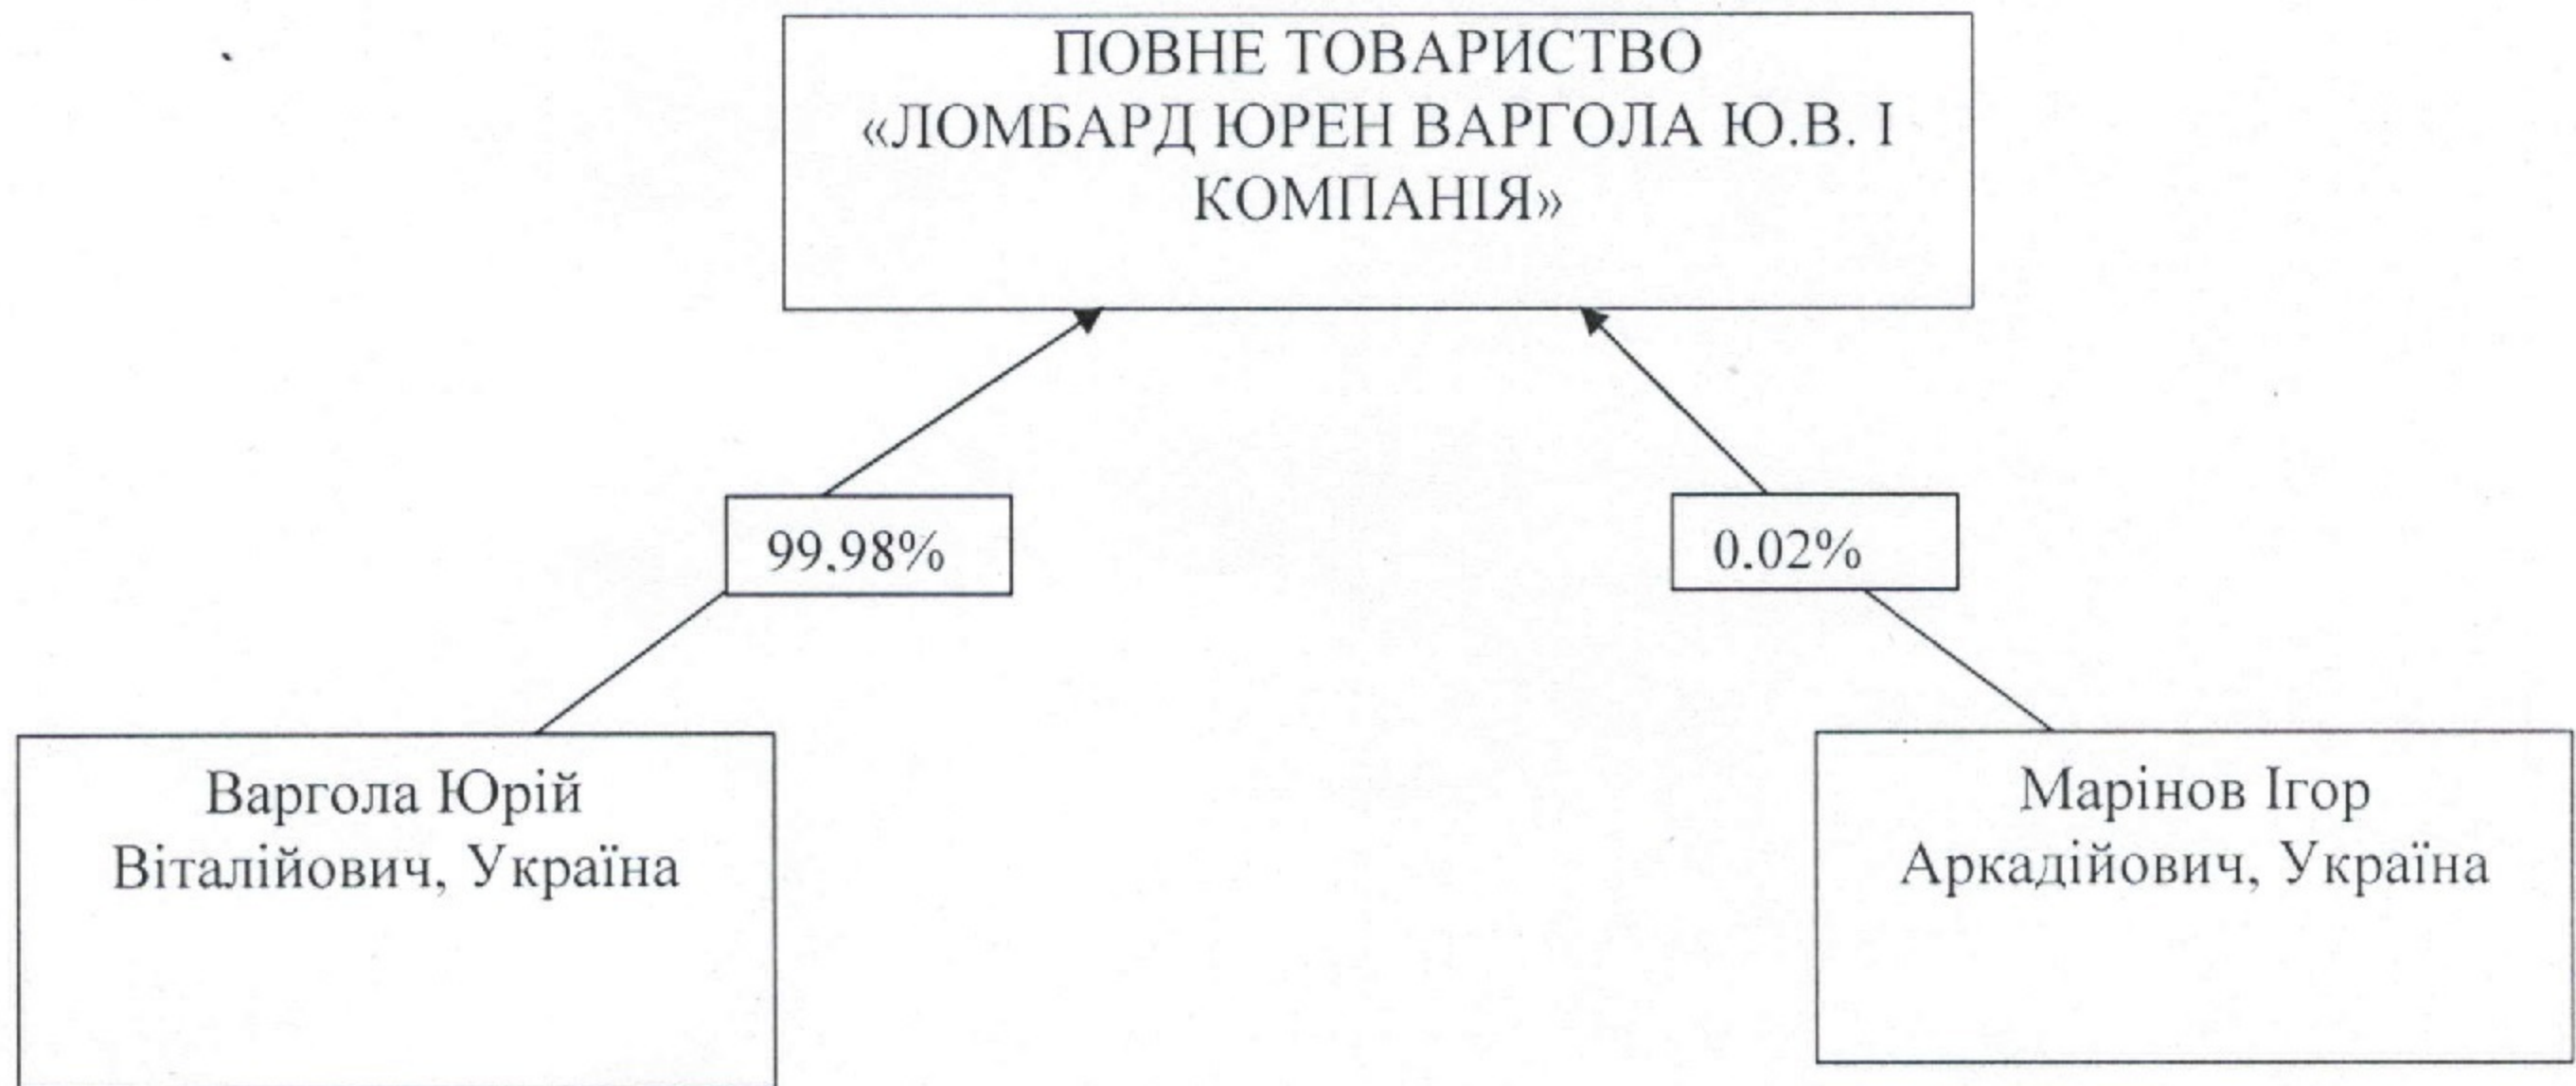 ПОВНЕ ТОВАРИСТВО
«ЛОМБАРД ЮРЕН ВАРГОЛА Ю.В. І
КОМПАНІЯ»
99.98%
0.02%
Варгола Юрій
Віталійович, Україна
Марінов Ігор
Аркадійович, Україна